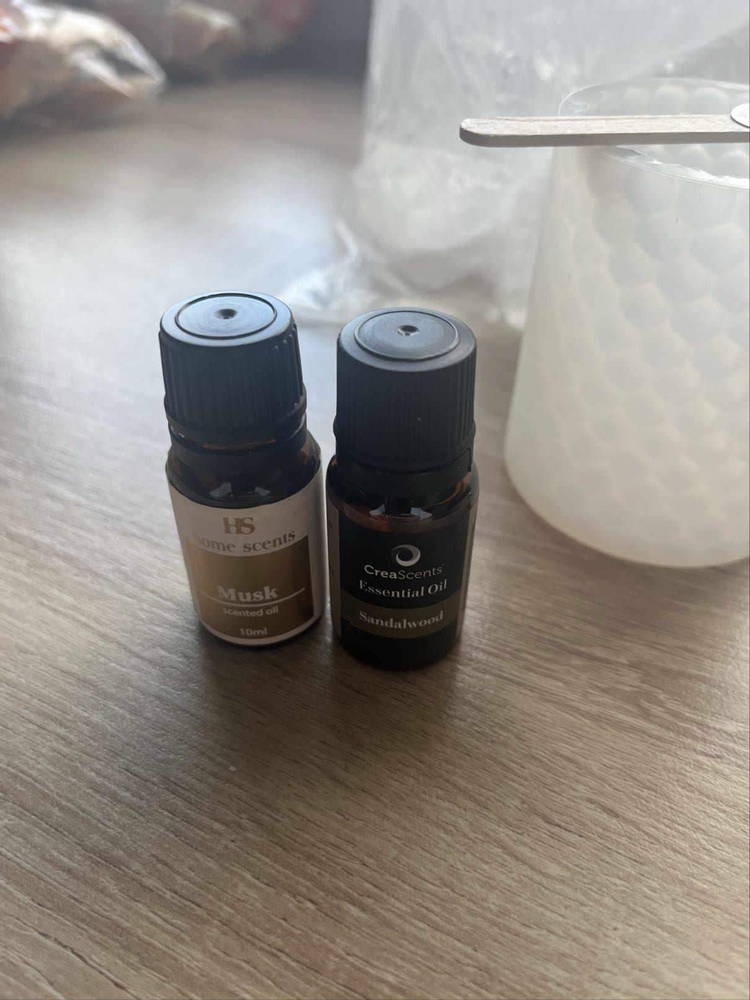 HS
home scents
Musk
scented oil
10ml
CreaScents
Essential Oil
Sandalwood